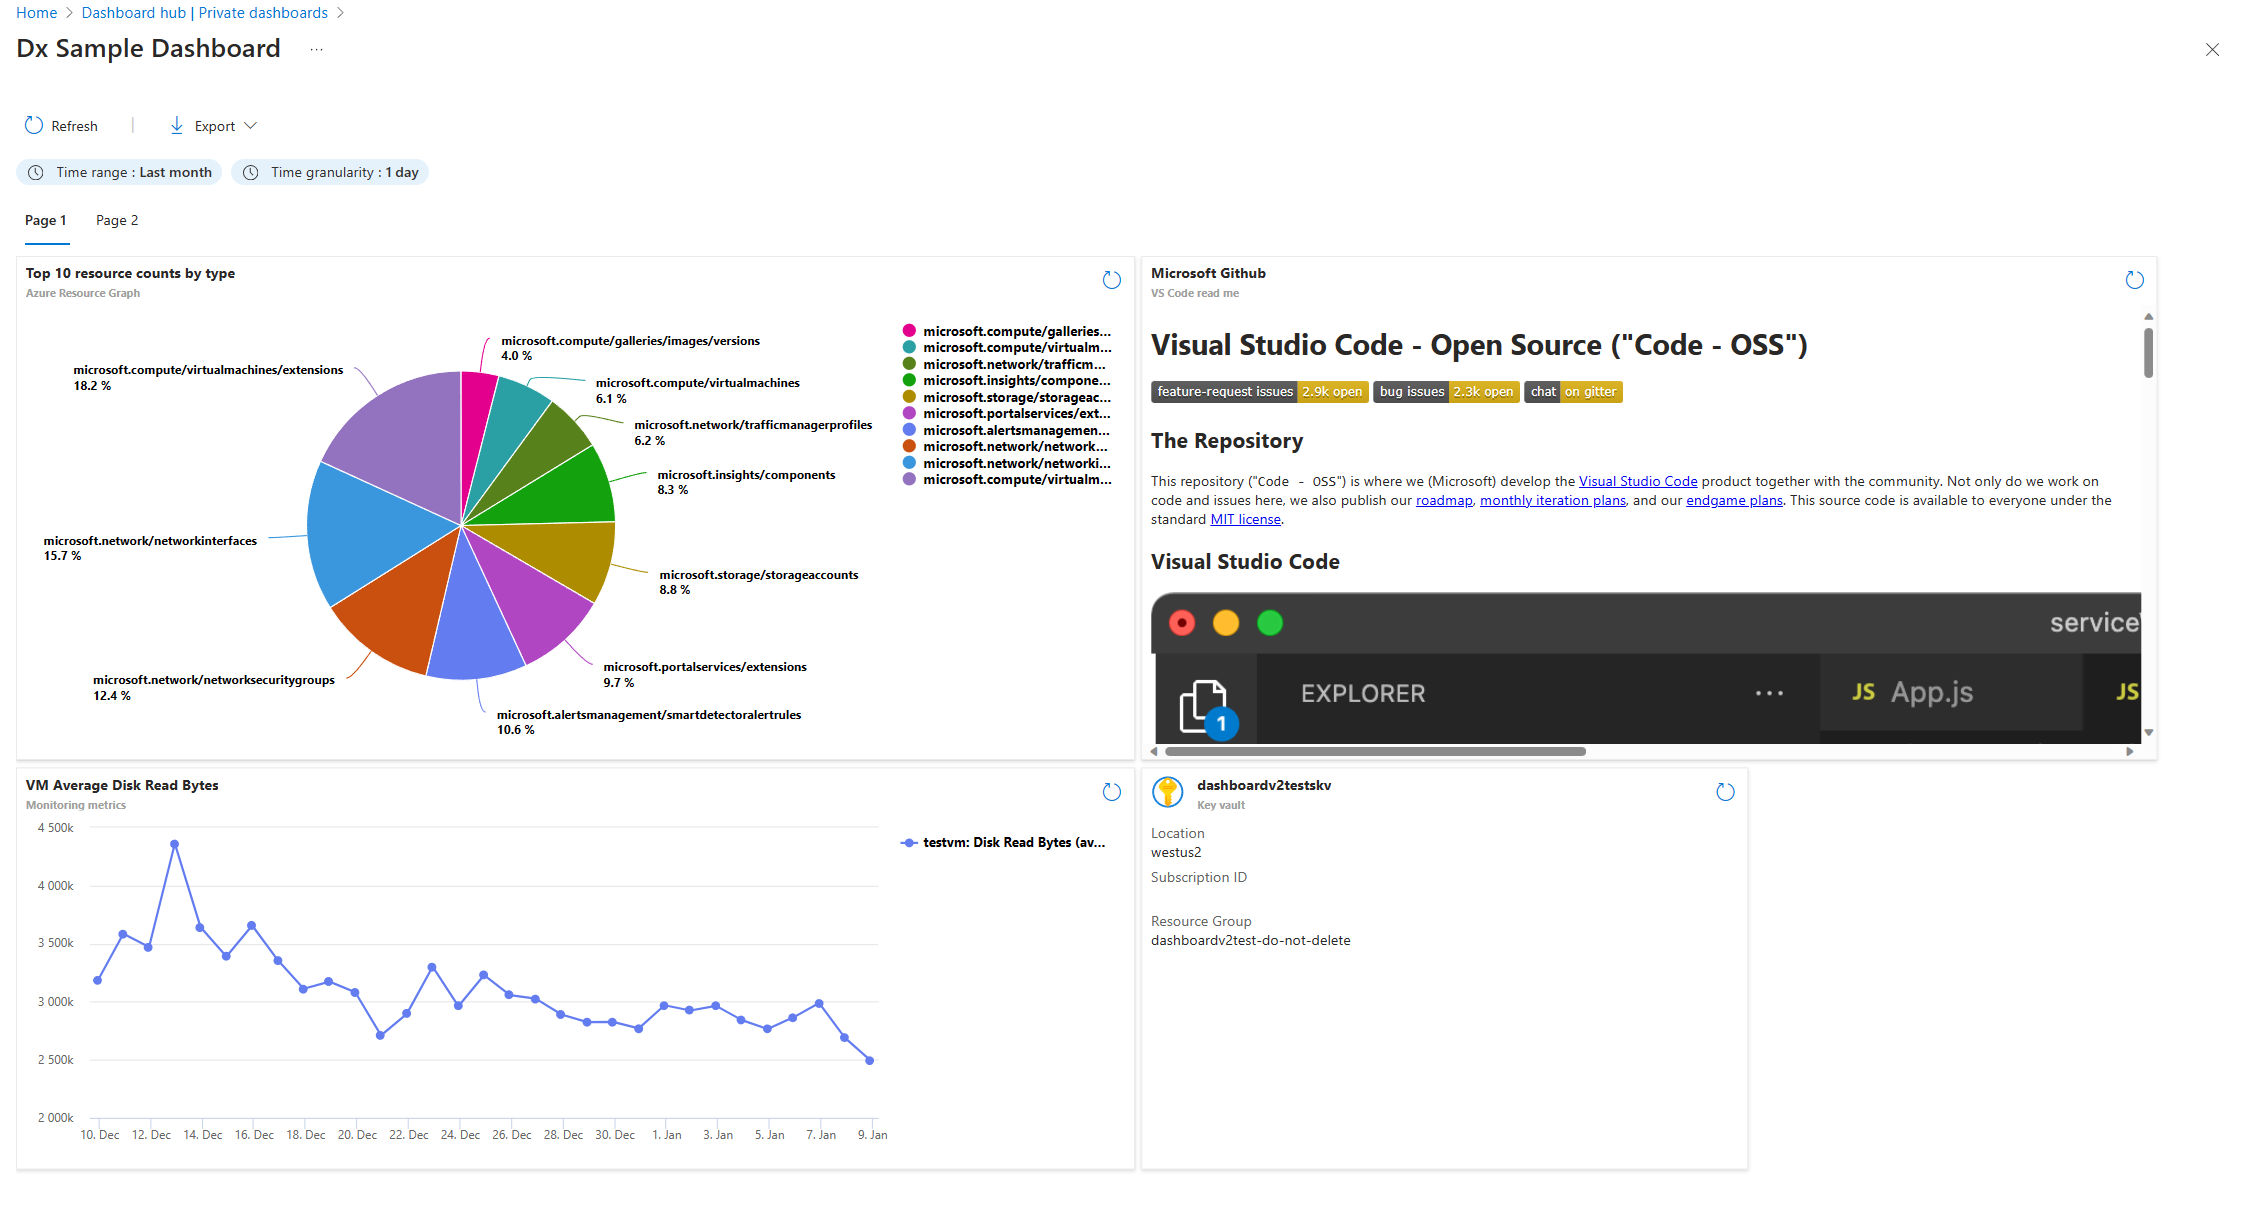 Home > Dashboard hub | Private dashboards >
Dx Sample Dashboard ...
Refresh | Export
Time range : Last month Time granularity : 1 day
Page 1 Page 2
Top 10 resource counts by type
Azure Resource Graph
microsoft.compute/galleries/images/versions
4.0 %
microsoft.compute/virtualmachines
6.1 %
microsoft.network/trafficmanagerprofiles
6.2 %
microsoft.insights/components
8.3 %
microsoft.storage/storageaccounts
8.8 %
microsoft.portalservices/extensions
9.7 %
microsoft.alertsmanagement/smartdetectoralertrules
10.6 %
microsoft.network/networksecuritygroups
12.4 %
microsoft.network/networkinterfaces
15.7 %
microsoft.compute/virtualmachines/extensions
18.2 %
microsoft.compute/galleries...
microsoft.compute/virtualm...
microsoft.network/trafficm...
microsoft.insights/compone...
microsoft.storage/storageac...
microsoft.portalservices/ext...
microsoft.alertsmanagemen...
microsoft.network/network...
microsoft.network/networki...
microsoft.compute/virtualm...
Microsoft Github
VS Code read me
Visual Studio Code - Open Source ("Code - OSS")
feature-request issues 2.9k open bug issues 2.3k open chat on gitter
The Repository
This repository ("Code - OSS") is where we (Microsoft) develop the Visual Studio Code product together with the community. Not only do we work on
code and issues here, we also publish our roadmap, monthly iteration plans, and our endgame plans. This source code is available to everyone under the
standard MIT license.
Visual Studio Code
service
EXPLORER ... JS App.js JS
1
VM Average Disk Read Bytes
Monitoring metrics
4 500k
4 000k
3 500k
3 000k
2 500k
2 000k
10. Dec 12. Dec 14. Dec 16. Dec 18. Dec 20. Dec 22. Dec 24. Dec 26. Dec 28. Dec 30. Dec 1. Jan 3. Jan 5. Jan 7. Jan 9. Jan
testvm: Disk Read Bytes (av...
dashboardv2testskv
Key vault
Location
westus2
Subscription ID
Resource Group
dashboardv2test-do-not-delete